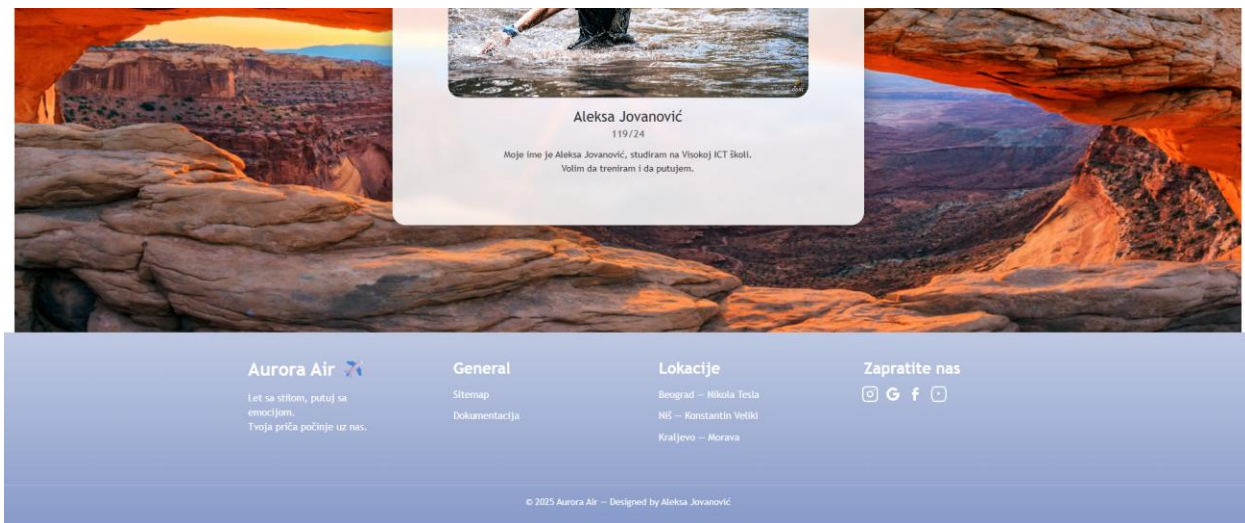 Aleksa Jovanović
119/24
Moje ime je Aleksa Jovanović, studiram na Visokoj ICT školi.
Volim da treniram i da putujem.
Aurora Air
Let sa stilom, putuj sa
emocijom.
Tvoja priča počinje uz nas.
General
Sitemap
Dokumentacija
Lokacije
Beograd — Nikola Tesla
Niš — Konstantin Veliki
Kraljevo — Morava
Zapratite nas
© 2025 Aurora Air — Designed by Aleksa Jovanović